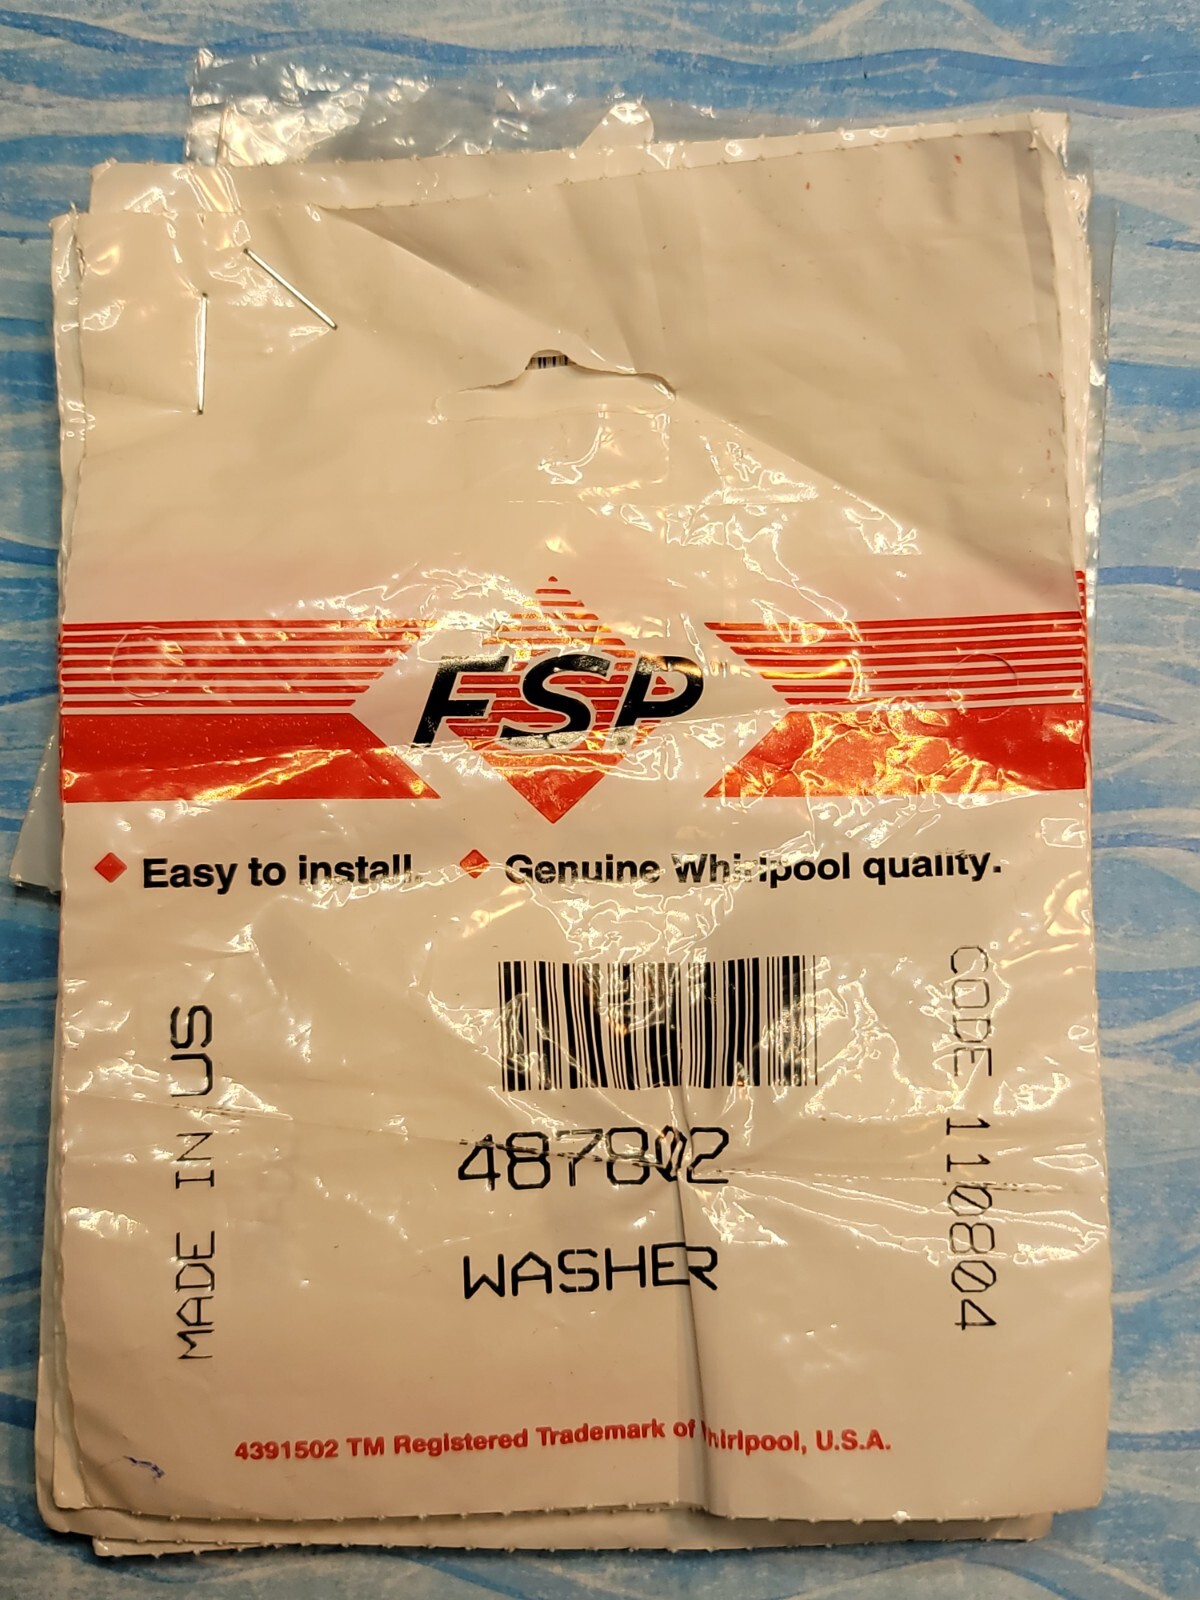 FSP
Easy to install. Genuine Whirlpool quality.
MADE IN US
CODE 110804
487802
WASHER
4391502 TM Registered Trademark of Whirlpool, U.S.A.